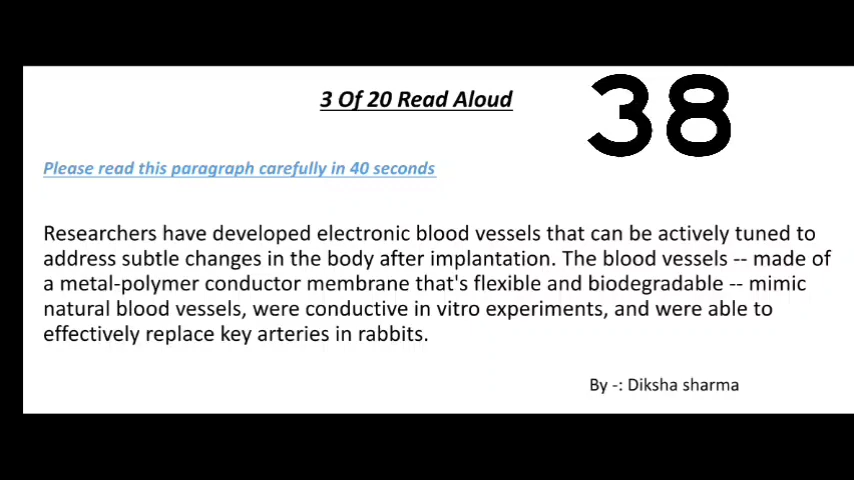 3 Of 20 Read Aloud
38
Please read this paragraph carefully in 40 seconds
Researchers have developed electronic blood vessels that can be actively tuned to
address subtle changes in the body after implantation. The blood vessels -- made of
a metal-polymer conductor membrane that's flexible and biodegradable -- mimic
natural blood vessels, were conductive in vitro experiments, and were able to
effectively replace key arteries in rabbits.
By -: Diksha sharma